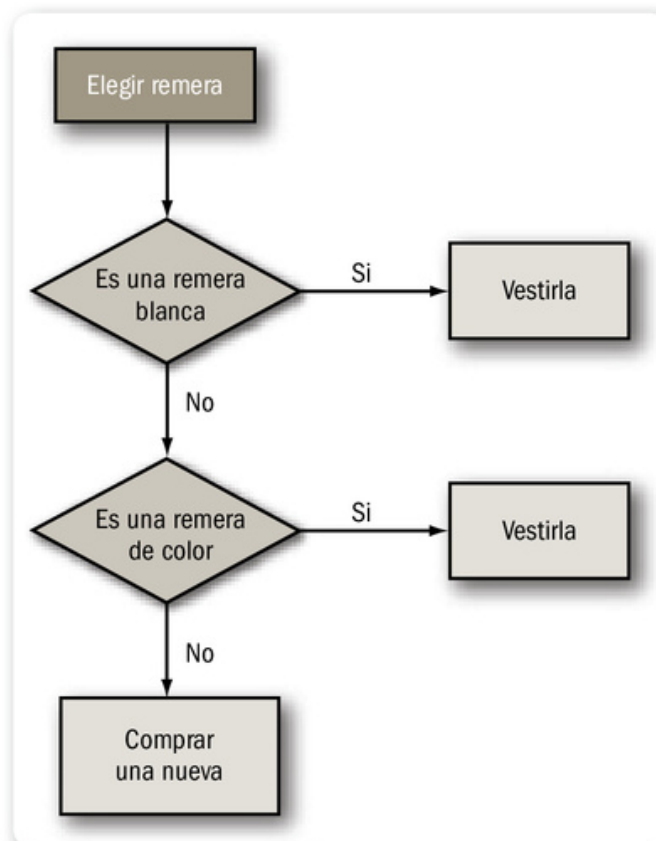 Elegir remera
Es una remera
blanca
Si
Vestirla
No
Es una remera
de color
Si
Vestirla
No
Comprar
una nueva